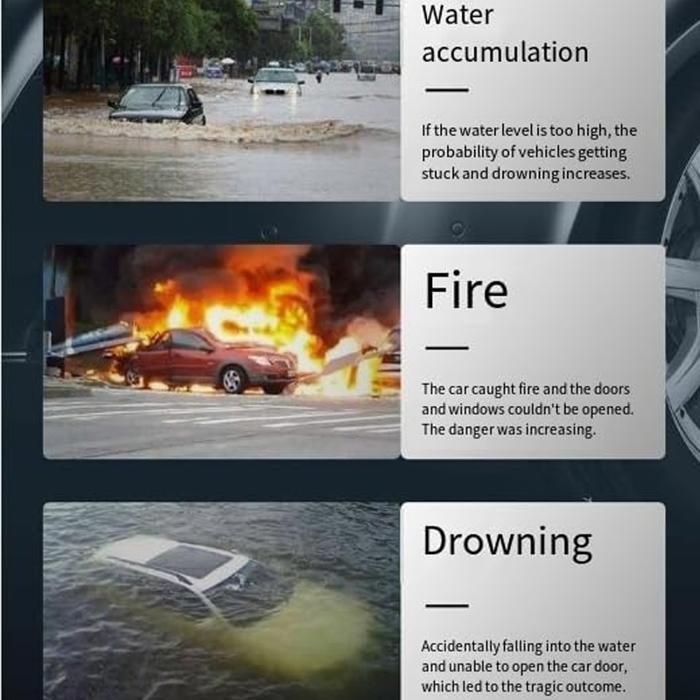 Water
accumulation
If the water level is too high, the
probability of vehicles getting
stuck and drowning increases.
Fire
The car caught fire and the doors
and windows couldn't be opened.
The danger was increasing.
Drowning
Accidentally falling into the water
and unable to open the car door,
which led to the tragic outcome.